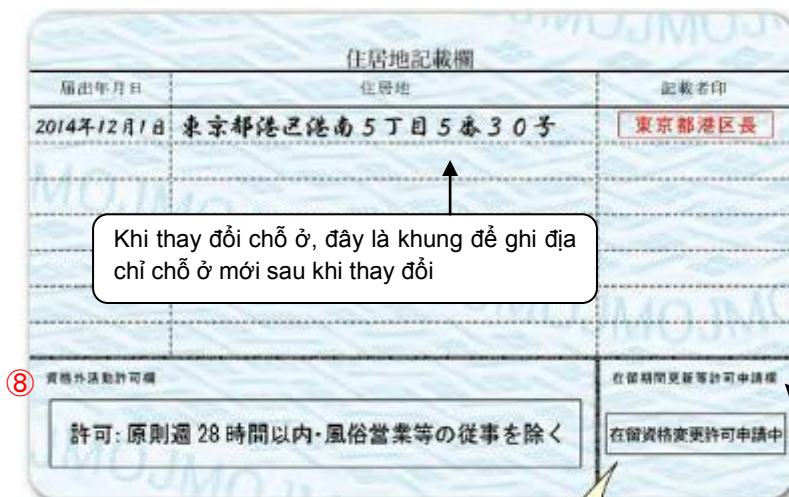 住居地記載欄
届出年月日 住居地 記載者印
2014年12月1日 東京都港区港南5丁目5番30号 東京都港区長
Khi thay đổi chỗ ở, đây là khung để ghi địa
chỉ chỗ ở mới sau khi thay đổi
⑧ 資格外活動許可欄 在留期間更新等許可申請欄
許可: 原則週 28 時間以内・風俗営業等の従事を除く 在留資格変更許可申請中